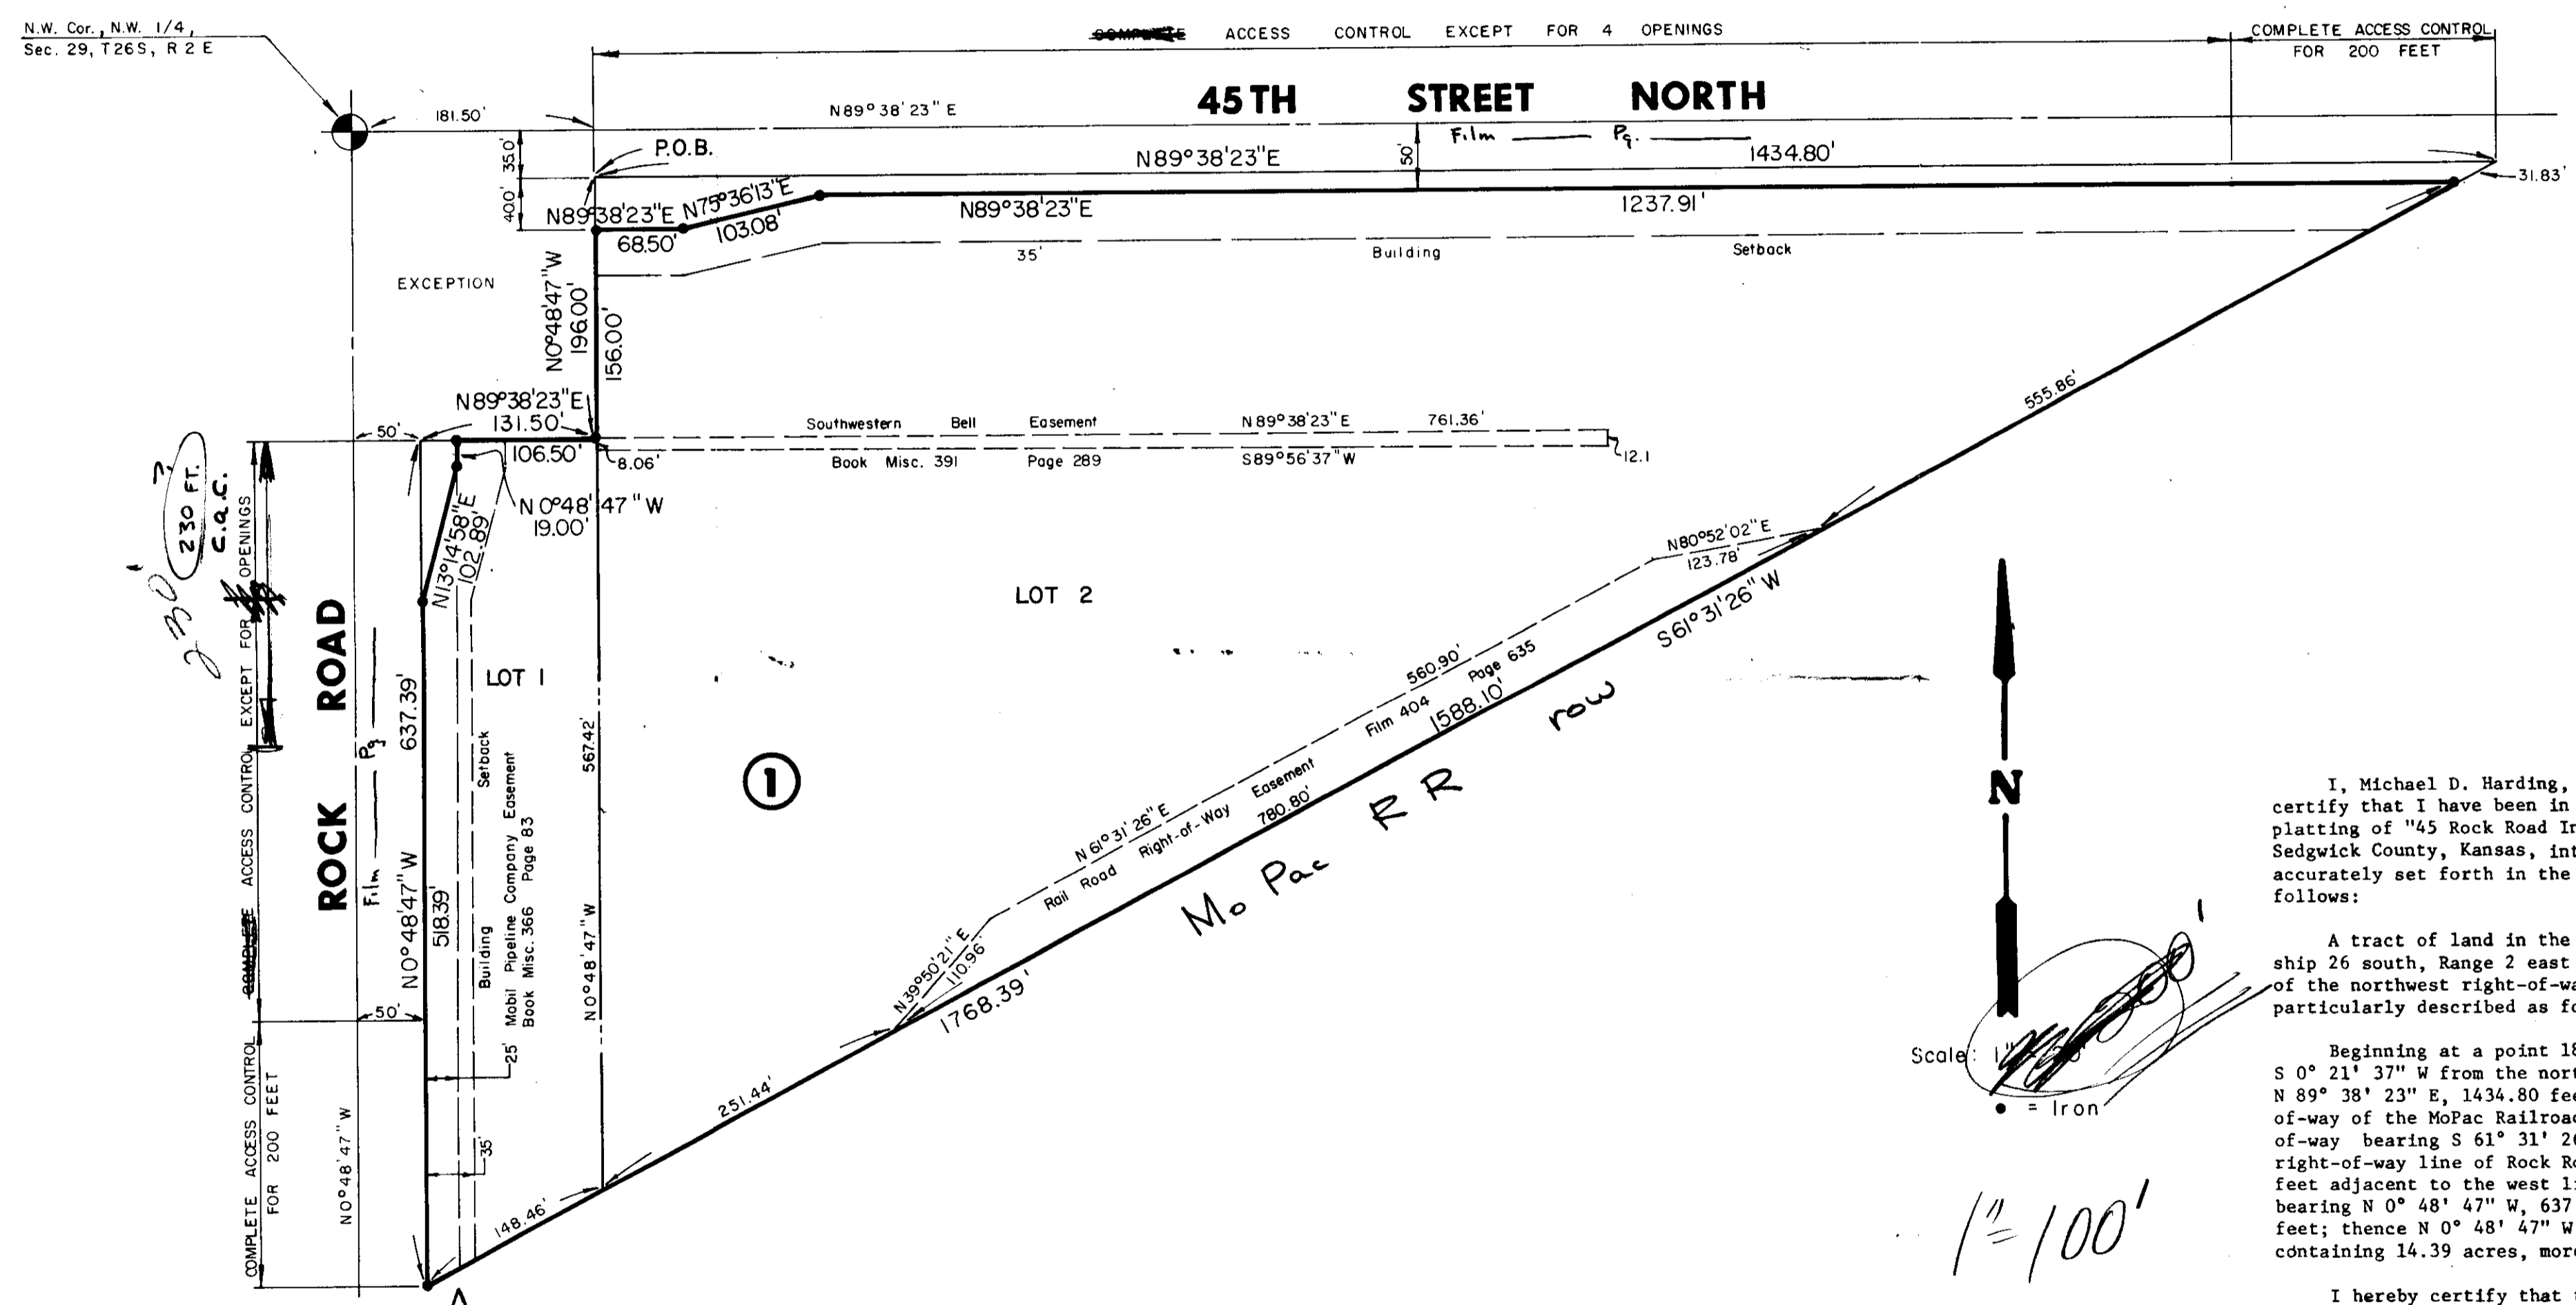 N.W. Cor., N.W. 1/4,
Sec. 29, T26S, R 2 E
COMPLETE ACCESS CONTROL EXCEPT FOR 4 OPENINGS
COMPLETE ACCESS CONTROL
FOR 200 FEET
45TH STREET NORTH
181.50'
N89°38'23"E
Film Pg.
35.0'
P.O.B.
N89°38'23"E
50'
1434.80'
31.83'
40.0'
N89°38'23"E
68.50'
N75°36'13"E
103.08'
N89°38'23"E
1237.91'
35' Building Setback
EXCEPTION
N0°48'47"W
196.00'
156.00'
N89°38'23"E
131.50'
50'
106.50'
8.06'
Southwestern Bell Easement N89°38'23"E 761.36'
Book Misc. 391 Page 289 S89°56'37"W
12.1
555.86'
N0°48'47"W
19.00'
N13°14'58"E
102.89'
230 FT.
?
C.a.C.
230'
COMPLETE ACCESS CONTROL EXCEPT FOR OPENINGS
ROCK ROAD
Film Pg
637.39'
N0°48'47"W
518.39'
LOT 1
LOT 2
Building Setback
25' Mobil Pipeline Company Easement
Book Misc. 366 Page 83
567.42'
N0°48'47"W
1
N80°52'02"E
123.78'
S61°31'26"W
560.90'
Film 404 Page 635
1588.10'
row
N61°31'26"E
Rail Road Right-of-Way Easement
780.80'
Mo Pac RR
N39°50'21"E
110.96'
1768.39'
251.44'
50'
35'
148.46'
COMPLETE ACCESS CONTROL
FOR 200 FEET
N0°48'47"W
N
Scale: 1"
• = Iron
1"=100'
I, Michael D. Harding,
certify that I have been in
platting of "45 Rock Road In
Sedgwick County, Kansas, int
accurately set forth in the
follows:
A tract of land in the
ship 26 south, Range 2 east
of the northwest right-of-wa
particularly described as fo
Beginning at a point 18
S 0° 21' 37" W from the nort
N 89° 38' 23" E, 1434.80 fee
of-way of the MoPac Railroad
of-way bearing S 61° 31' 26
right-of-way line of Rock Ro
feet adjacent to the west li
bearing N 0° 48' 47" W, 637
feet; thence N 0° 48' 47" W
containing 14.39 acres, more
I hereby certify that